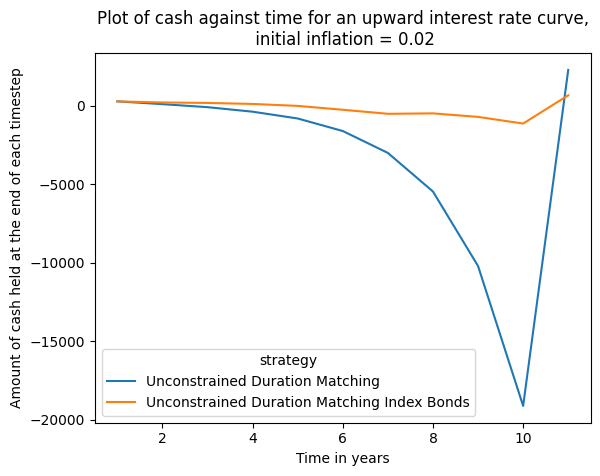 Plot of cash against time for an upward interest rate curve,
initial inflation = 0.02
Amount of cash held at the end of each timestep
0
−5000
−10000
−15000
−20000
strategy
Unconstrained Duration Matching
Unconstrained Duration Matching Index Bonds
2 4 6 8 10
Time in years